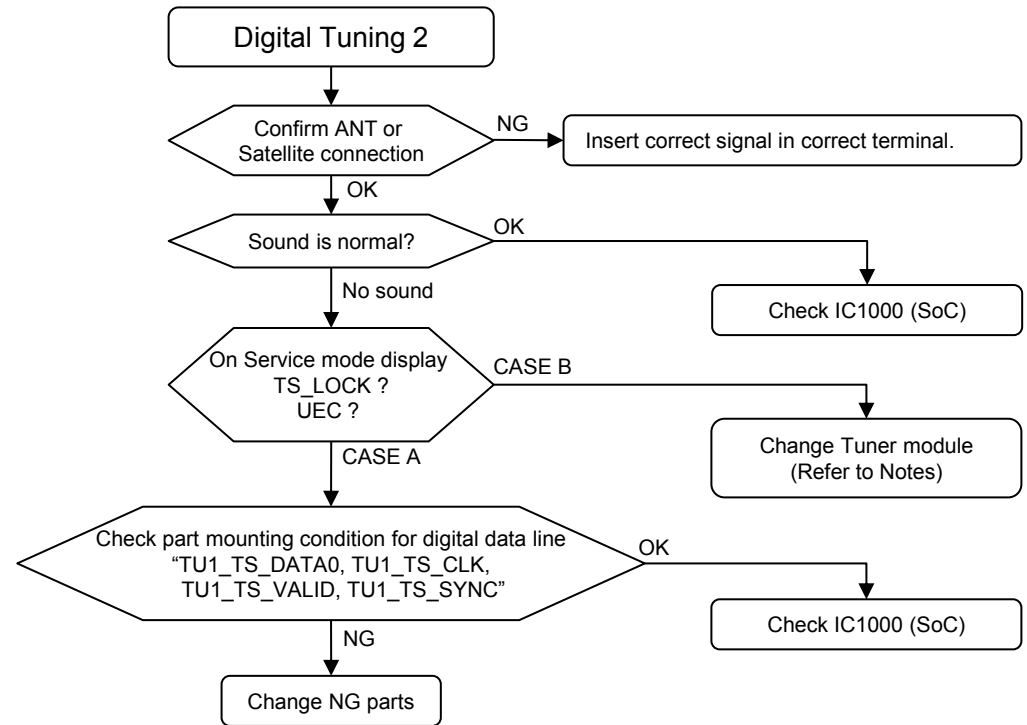 Digital Tuning 2
Confirm ANT or
Satellite connection
NG
Insert correct signal in correct terminal.
OK
Sound is normal?
OK
Check IC1000 (SoC)
No sound
On Service mode display
TS_LOCK ?
UEC ?
CASE B
Change Tuner module
(Refer to Notes)
CASE A
Check part mounting condition for digital data line
“TU1_TS_DATA0, TU1_TS_CLK,
TU1_TS_VALID, TU1_TS_SYNC”
OK
Check IC1000 (SoC)
NG
Change NG parts